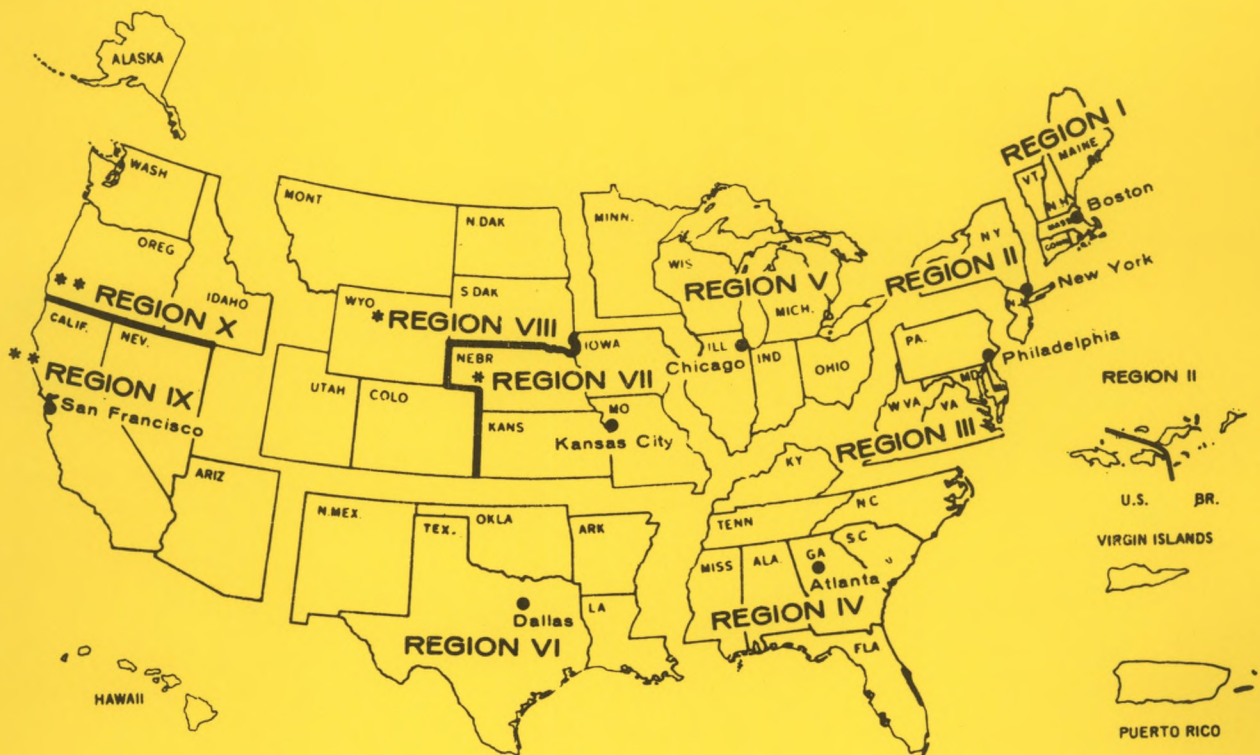 ALASKA
WASH
OREG
** REGION X
IDAHO
MONT
N DAK
S DAK
WYO
*REGION VIII
MINN.
WIS
REGION V
MICH.
REGION I
MAINE
VT.
N.H.
MASS
CONN
Boston
N Y
REGION II
New York
N.J.
CALIF.
NEV.
**
REGION IX
San Francisco
UTAH
COLO
NEBR
* REGION VII
IOWA
ILL
Chicago
IND
OHIO
PA.
Philadelphia
MD
W VA
VA
REGION III
KANS
MO
Kansas City
KY
ARIZ
N.MEX.
TEX.
OKLA
ARK
TENN
N C
S C
MISS
ALA.
GA
Atlanta
REGION IV
LA
Dallas
REGION VI
FLA
HAWAII
REGION II
U.S. BR.
VIRGIN ISLANDS
PUERTO RICO